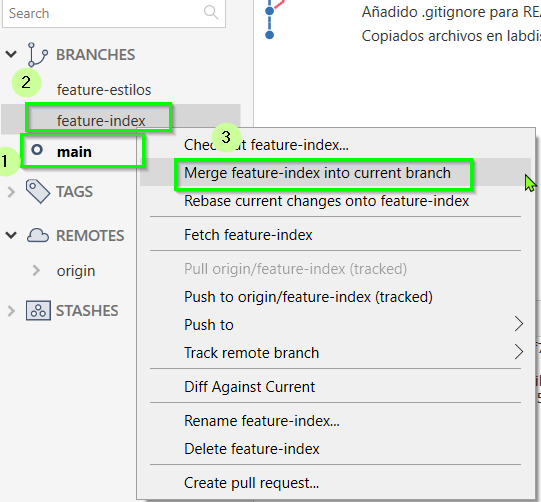 Search
Añadido .gitignore para REA
Copiados archivos en labdis
BRANCHES
2
feature-estilos
feature-index
3
1
main
Checkout feature-index...
Merge feature-index into current branch
Rebase current changes onto feature-index
TAGS
REMOTES
Fetch feature-index
origin
Pull origin/feature-index (tracked)
Push to origin/feature-index (tracked)
STASHES
Push to
Track remote branch
Diff Against Current
Rename feature-index...
Delete feature-index
Create pull request...